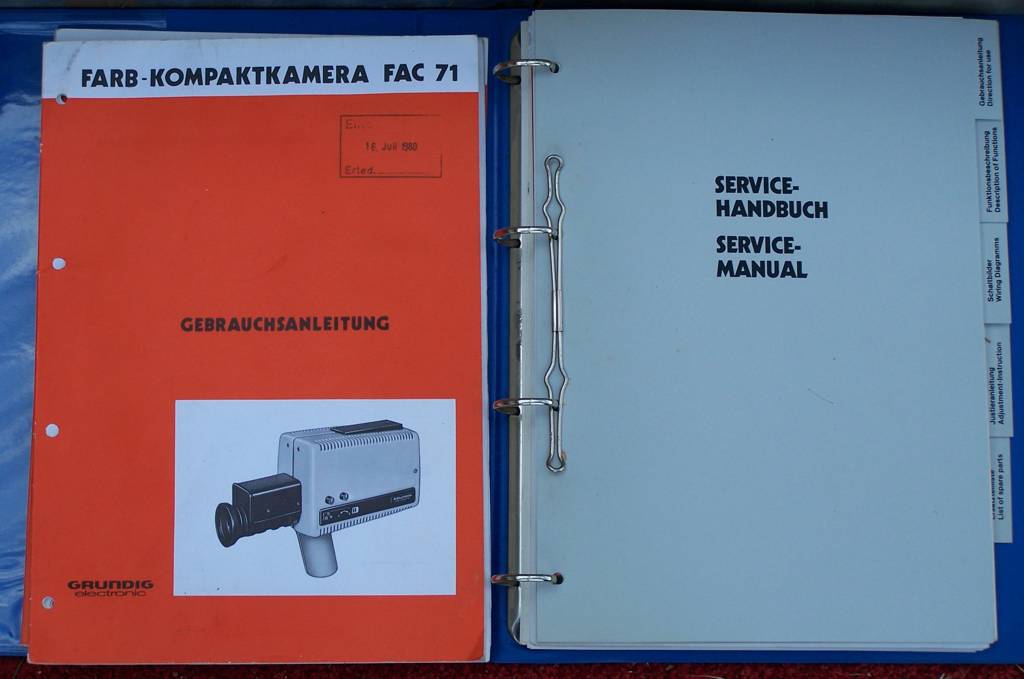 FARB-KOMPAKTKAMERA FAC 71
16. Juli 1980
Erled.
GEBRAUCHSANLEITUNG
GRUNDIG
electronic
SERVICE-
HANDBUCH
SERVICE-
MANUAL
Gebrauchsanleitung
Direction for use
Funktionsbeschreibung
Description of Functions
Schaltbilder
Wiring Diagramms
Justieranleitung
Adjustment-Instruction
List of spare parts